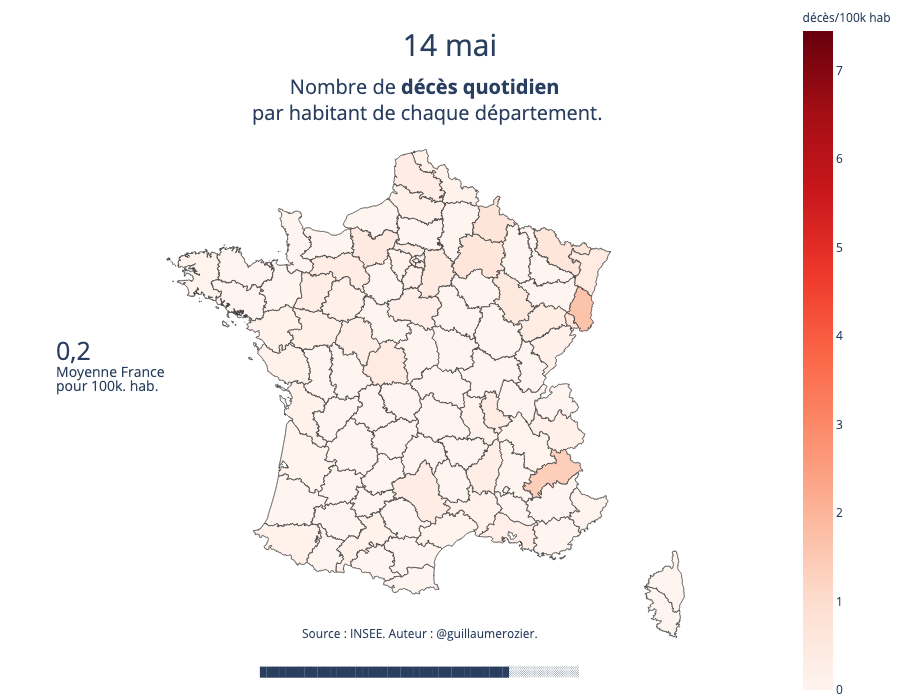 14 mai
Nombre de décès quotidien
par habitant de chaque département.
décès/100k hab
7
6
5
4
3
2
1
0
0,2
Moyenne France
pour 100k. hab.
Source : INSEE. Auteur : @guillaumerozier.